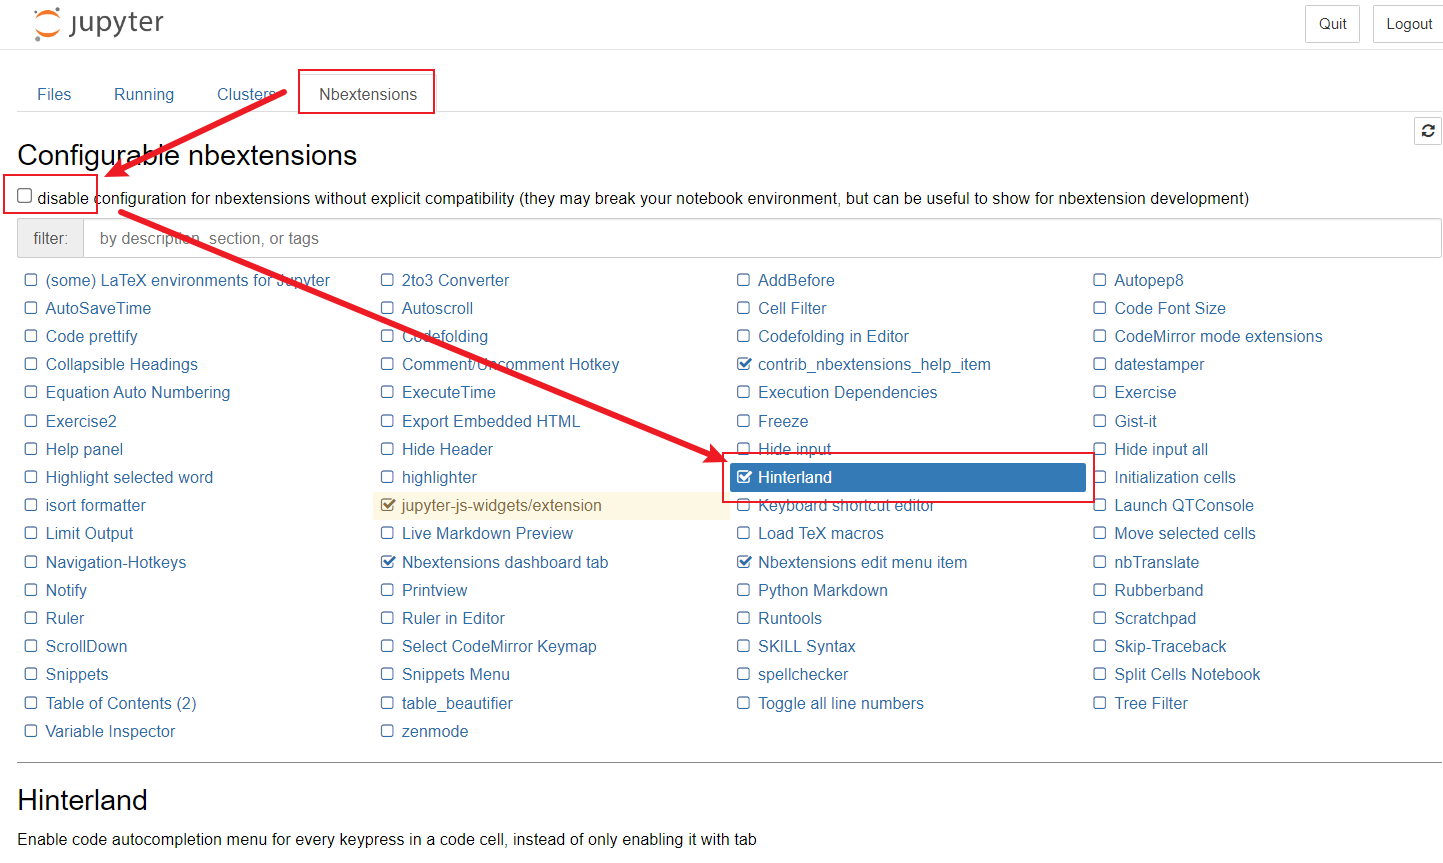 jupyter
Quit Logout
Files Running Clusters Nbextensions
Configurable nbextensions
disable configuration for nbextensions without explicit compatibility (they may break your notebook environment, but can be useful to show for nbextension development)
filter: by description, section, or tags
(some) LaTeX environments for Jupyter 2to3 Converter AddBefore Autopep8
AutoSaveTime Autoscroll Cell Filter Code Font Size
Code prettify Codefolding Codefolding in Editor CodeMirror mode extensions
Collapsible Headings Comment/Uncomment Hotkey contrib_nbextensions_help_item datestamper
Equation Auto Numbering ExecuteTime Execution Dependencies Exercise
Exercise2 Export Embedded HTML Freeze Gist-it
Help panel Hide Header Hide input Hide input all
Highlight selected word highlighter Hinterland Initialization cells
isort formatter jupyter-js-widgets/extension Keyboard shortcut editor Launch QTConsole
Limit Output Live Markdown Preview Load TeX macros Move selected cells
Navigation-Hotkeys Nbextensions dashboard tab Nbextensions edit menu item nbTranslate
Notify Printview Python Markdown Rubberband
Ruler Ruler in Editor Runtools Scratchpad
ScrollDown Select CodeMirror Keymap SKILL Syntax Skip-Traceback
Snippets Snippets Menu spellchecker Split Cells Notebook
Table of Contents (2) table_beautifier Toggle all line numbers Tree Filter
Variable Inspector zenmode
Hinterland
Enable code autocompletion menu for every keypress in a code cell, instead of only enabling it with tab